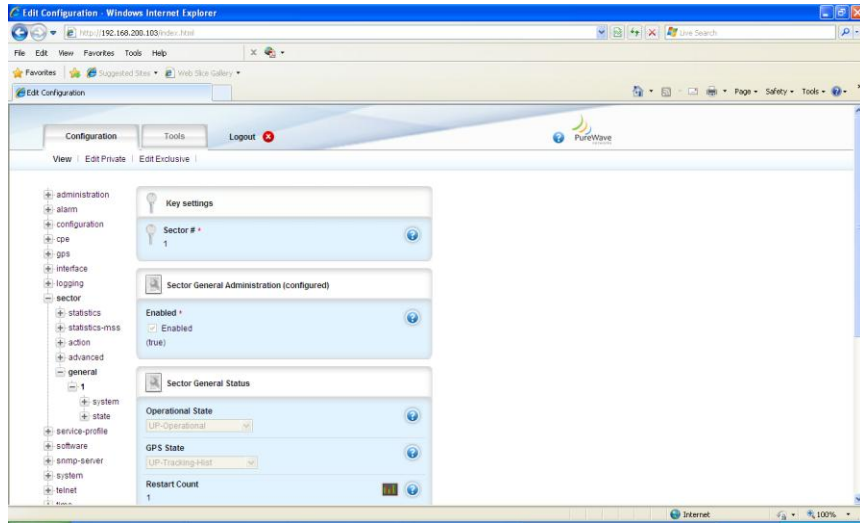 Edit Configuration - Windows Internet Explorer
http://192.168.200.103/index.html
Live Search
File Edit View Favorites Tools Help
x
Favorites Suggested Sites Web Slice Gallery
Edit Configuration
Page Safety Tools
Configuration Tools Logout PureWave
View Edit Private Edit Exclusive
administration
alarm
configuration
cpe
gps
interface
logging
sector
statistics
statistics-mss
action
advanced
general
1
system
state
service-profile
software
snmp-server
system
telnet
Key settings
Sector # *
1
Sector General Administration (configured)
Enabled *
Enabled
(true)
Sector General Status
Operational State
UP-Operational
GPS State
UP-Tracking-Hist
Restart Count
1
Internet 100%